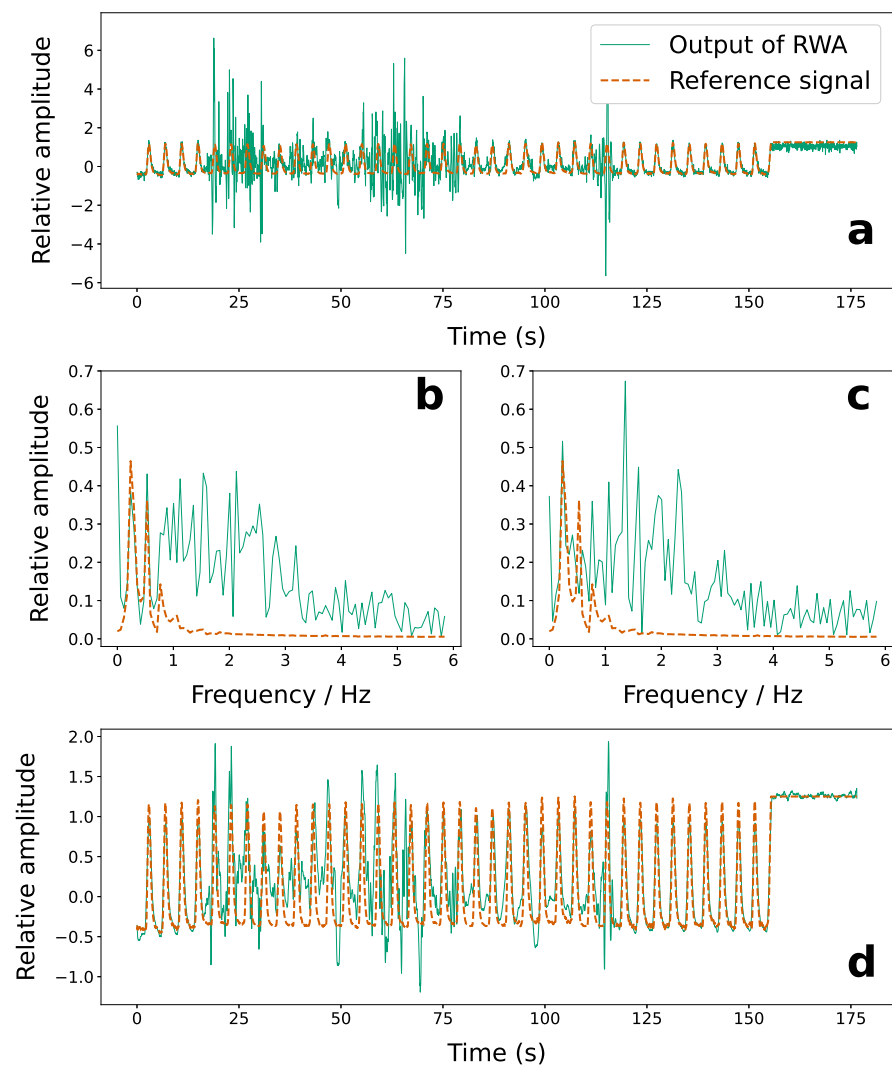 Output of RWA
Reference signal
Relative amplitude
6
4
2
0
−2
−4
−6
a
0 25 50 75 100 125 150 175
Time (s)
Relative amplitude
0.7
0.6
0.5
0.4
0.3
0.2
0.1
0.0
b
0 1 2 3 4 5 6
Frequency / Hz
0.7
0.6
0.5
0.4
0.3
0.2
0.1
0.0
Relative amplitude
c
0 1 2 3 4 5 6
Frequency / Hz
Relative amplitude
2.0
1.5
1.0
0.5
0.0
−0.5
−1.0
d
0 25 50 75 100 125 150 175
Time (s)